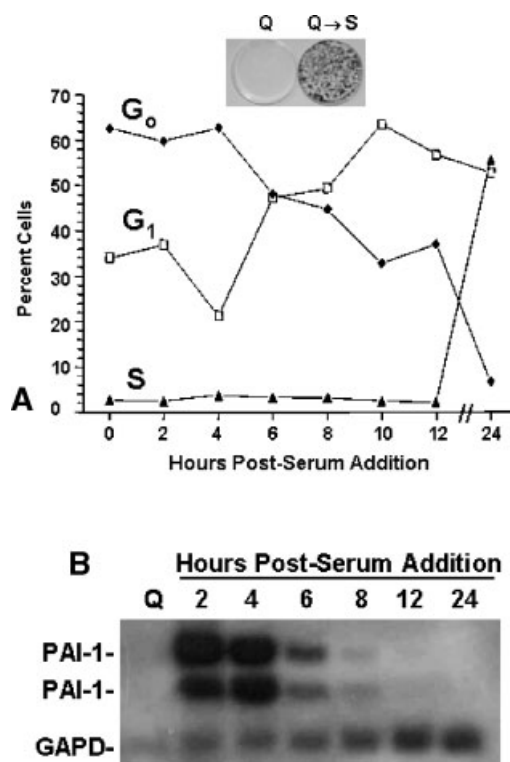 Q Q → S
70
60
50
40
30
20
10
0
Percent Cells
G₀
G₁
S
A
0 2 4 6 8 10 12 24
Hours Post-Serum Addition
B Hours Post-Serum Addition
Q 2 4 6 8 12 24
PAI-1-
PAI-1-
GAPD-